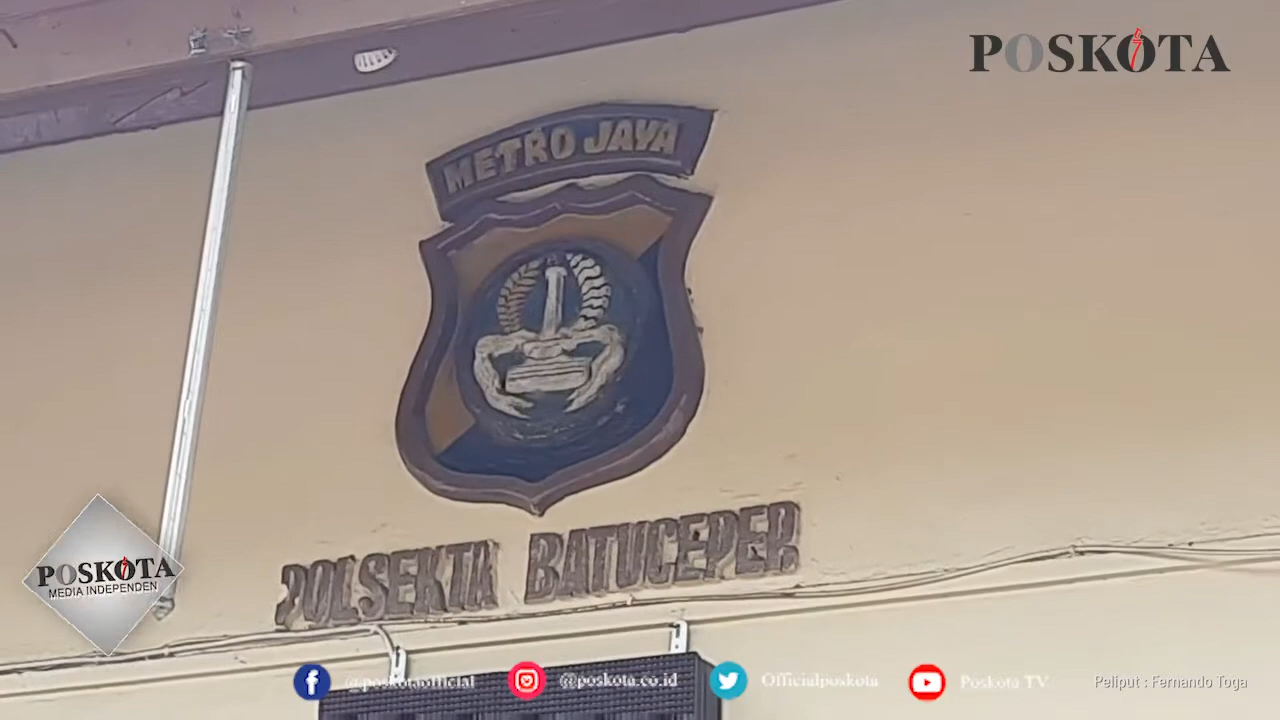 POSKOTA
METRO JAYA
POLSEKTA BATUCEPER
POSKOTA
MEDIA INDEPENDEN
@poskotaofficial
@poskota.co.id
Officialposkota
Poskota TV
Peliput : Fernando Toga